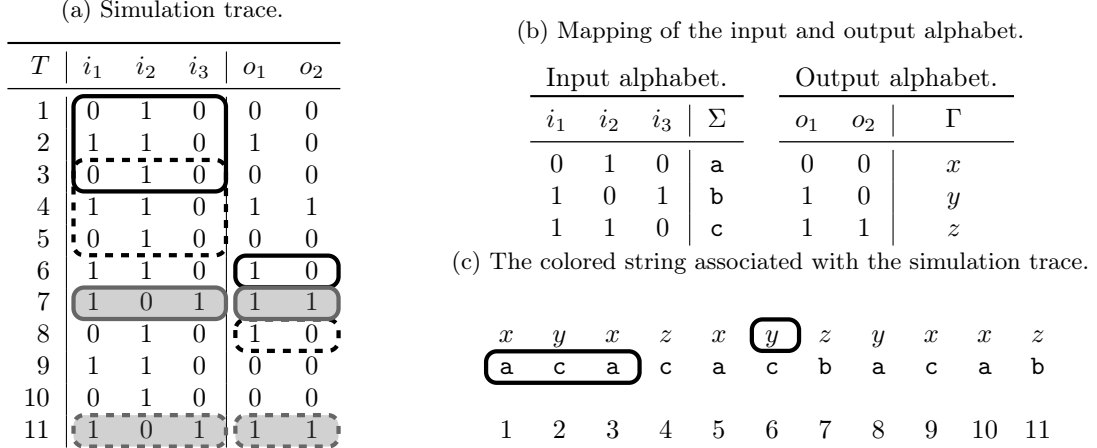 (a) Simulation trace.
T i₁ i₂ i₃ o₁ o₂
1 0 1 0 0 0
2 1 1 0 1 0
3 0 1 0 0 0
4 1 1 0 1 1
5 0 1 0 0 0
6 1 1 0 1 0
7 1 0 1 1 1
8 0 1 0 1 0
9 1 1 0 0 0
10 0 1 0 0 0
11 1 0 1 1 1
(b) Mapping of the input and output alphabet.
Input alphabet. Output alphabet.
i₁ i₂ i₃ Σ o₁ o₂ Γ
0 1 0 a 0 0 x
1 0 1 b 1 0 y
1 1 0 c 1 1 z
(c) The colored string associated with the simulation trace.
x y x z x y z y x x z
a c a c a c b a c a b
1 2 3 4 5 6 7 8 9 10 11